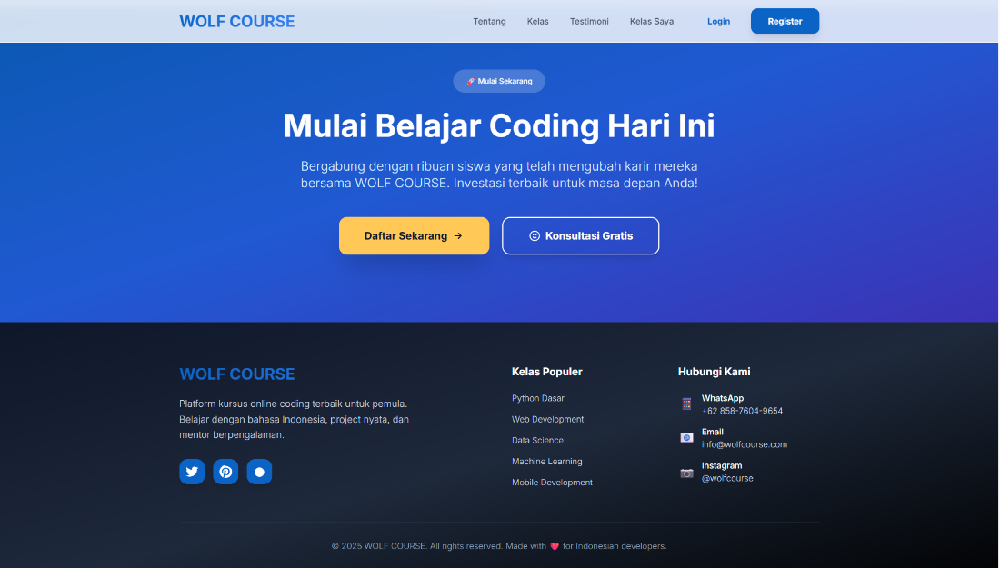 WOLF COURSE
Tentang
Kelas
Testimoni
Kelas Saya
Login
Register
🚀 Mulai Sekarang
Mulai Belajar Coding Hari Ini
Bergabung dengan ribuan siswa yang telah mengubah karir mereka
bersama WOLF COURSE. Investasi terbaik untuk masa depan Anda!
Daftar Sekarang →
Konsultasi Gratis
WOLF COURSE
Platform kursus online coding terbaik untuk pemula.
Belajar dengan bahasa Indonesia, project nyata, dan
mentor berpengalaman.
Kelas Populer
Python Dasar
Web Development
Data Science
Machine Learning
Mobile Development
Hubungi Kami
WhatsApp
+62 858-7604-9654
Email
info@wolfcourse.com
Instagram
@wolfcourse
© 2025 WOLF COURSE. All rights reserved. Made with ❤️ for Indonesian developers.